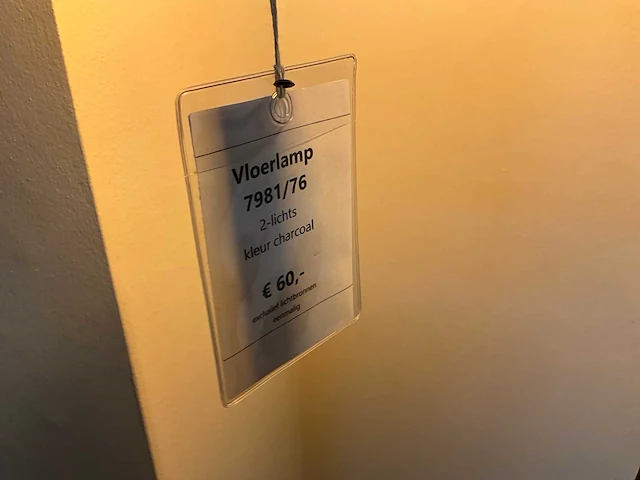 Vloerlamp
7981/76
2-lichts
kleur charcoal
€ 60,-
exclusief lichtbronnen
eenmalig